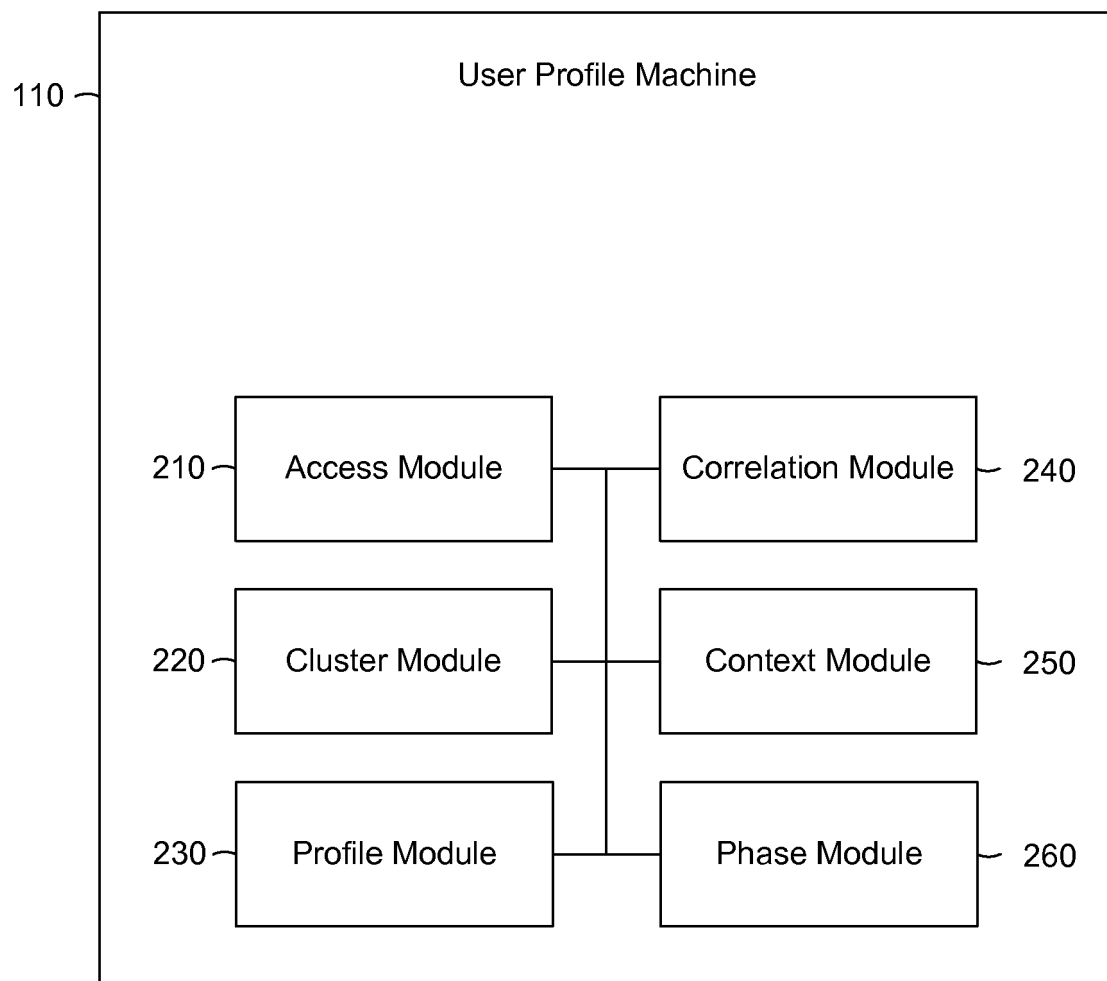 User Profile Machine
110
210 Access Module Correlation Module 240
220 Cluster Module Context Module 250
230 Profile Module Phase Module 260